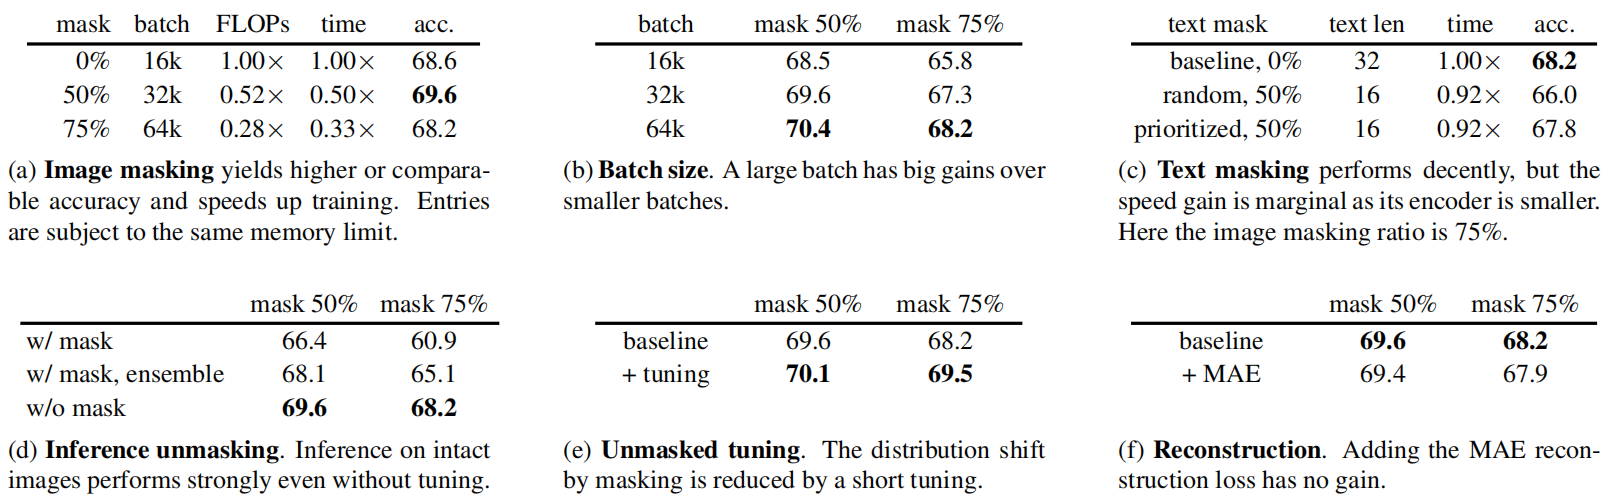 mask batch FLOPs time acc.
0% 16k 1.00× 1.00× 68.6
50% 32k 0.52× 0.50× 69.6
75% 64k 0.28× 0.33× 68.2
(a) Image masking yields higher or compara-
ble accuracy and speeds up training. Entries
are subject to the same memory limit.
batch mask 50% mask 75%
16k 68.5 65.8
32k 69.6 67.3
64k 70.4 68.2
(b) Batch size. A large batch has big gains over
smaller batches.
text mask text len time acc.
baseline, 0% 32 1.00× 68.2
random, 50% 16 0.92× 66.0
prioritized, 50% 16 0.92× 67.8
(c) Text masking performs decently, but the
speed gain is marginal as its encoder is smaller.
Here the image masking ratio is 75%.
mask 50% mask 75%
w/ mask 66.4 60.9
w/ mask, ensemble 68.1 65.1
w/o mask 69.6 68.2
(d) Inference unmasking. Inference on intact
images performs strongly even without tuning.
mask 50% mask 75%
baseline 69.6 68.2
+ tuning 70.1 69.5
(e) Unmasked tuning. The distribution shift
by masking is reduced by a short tuning.
mask 50% mask 75%
baseline 69.6 68.2
+ MAE 69.4 67.9
(f) Reconstruction. Adding the MAE recon-
struction loss has no gain.